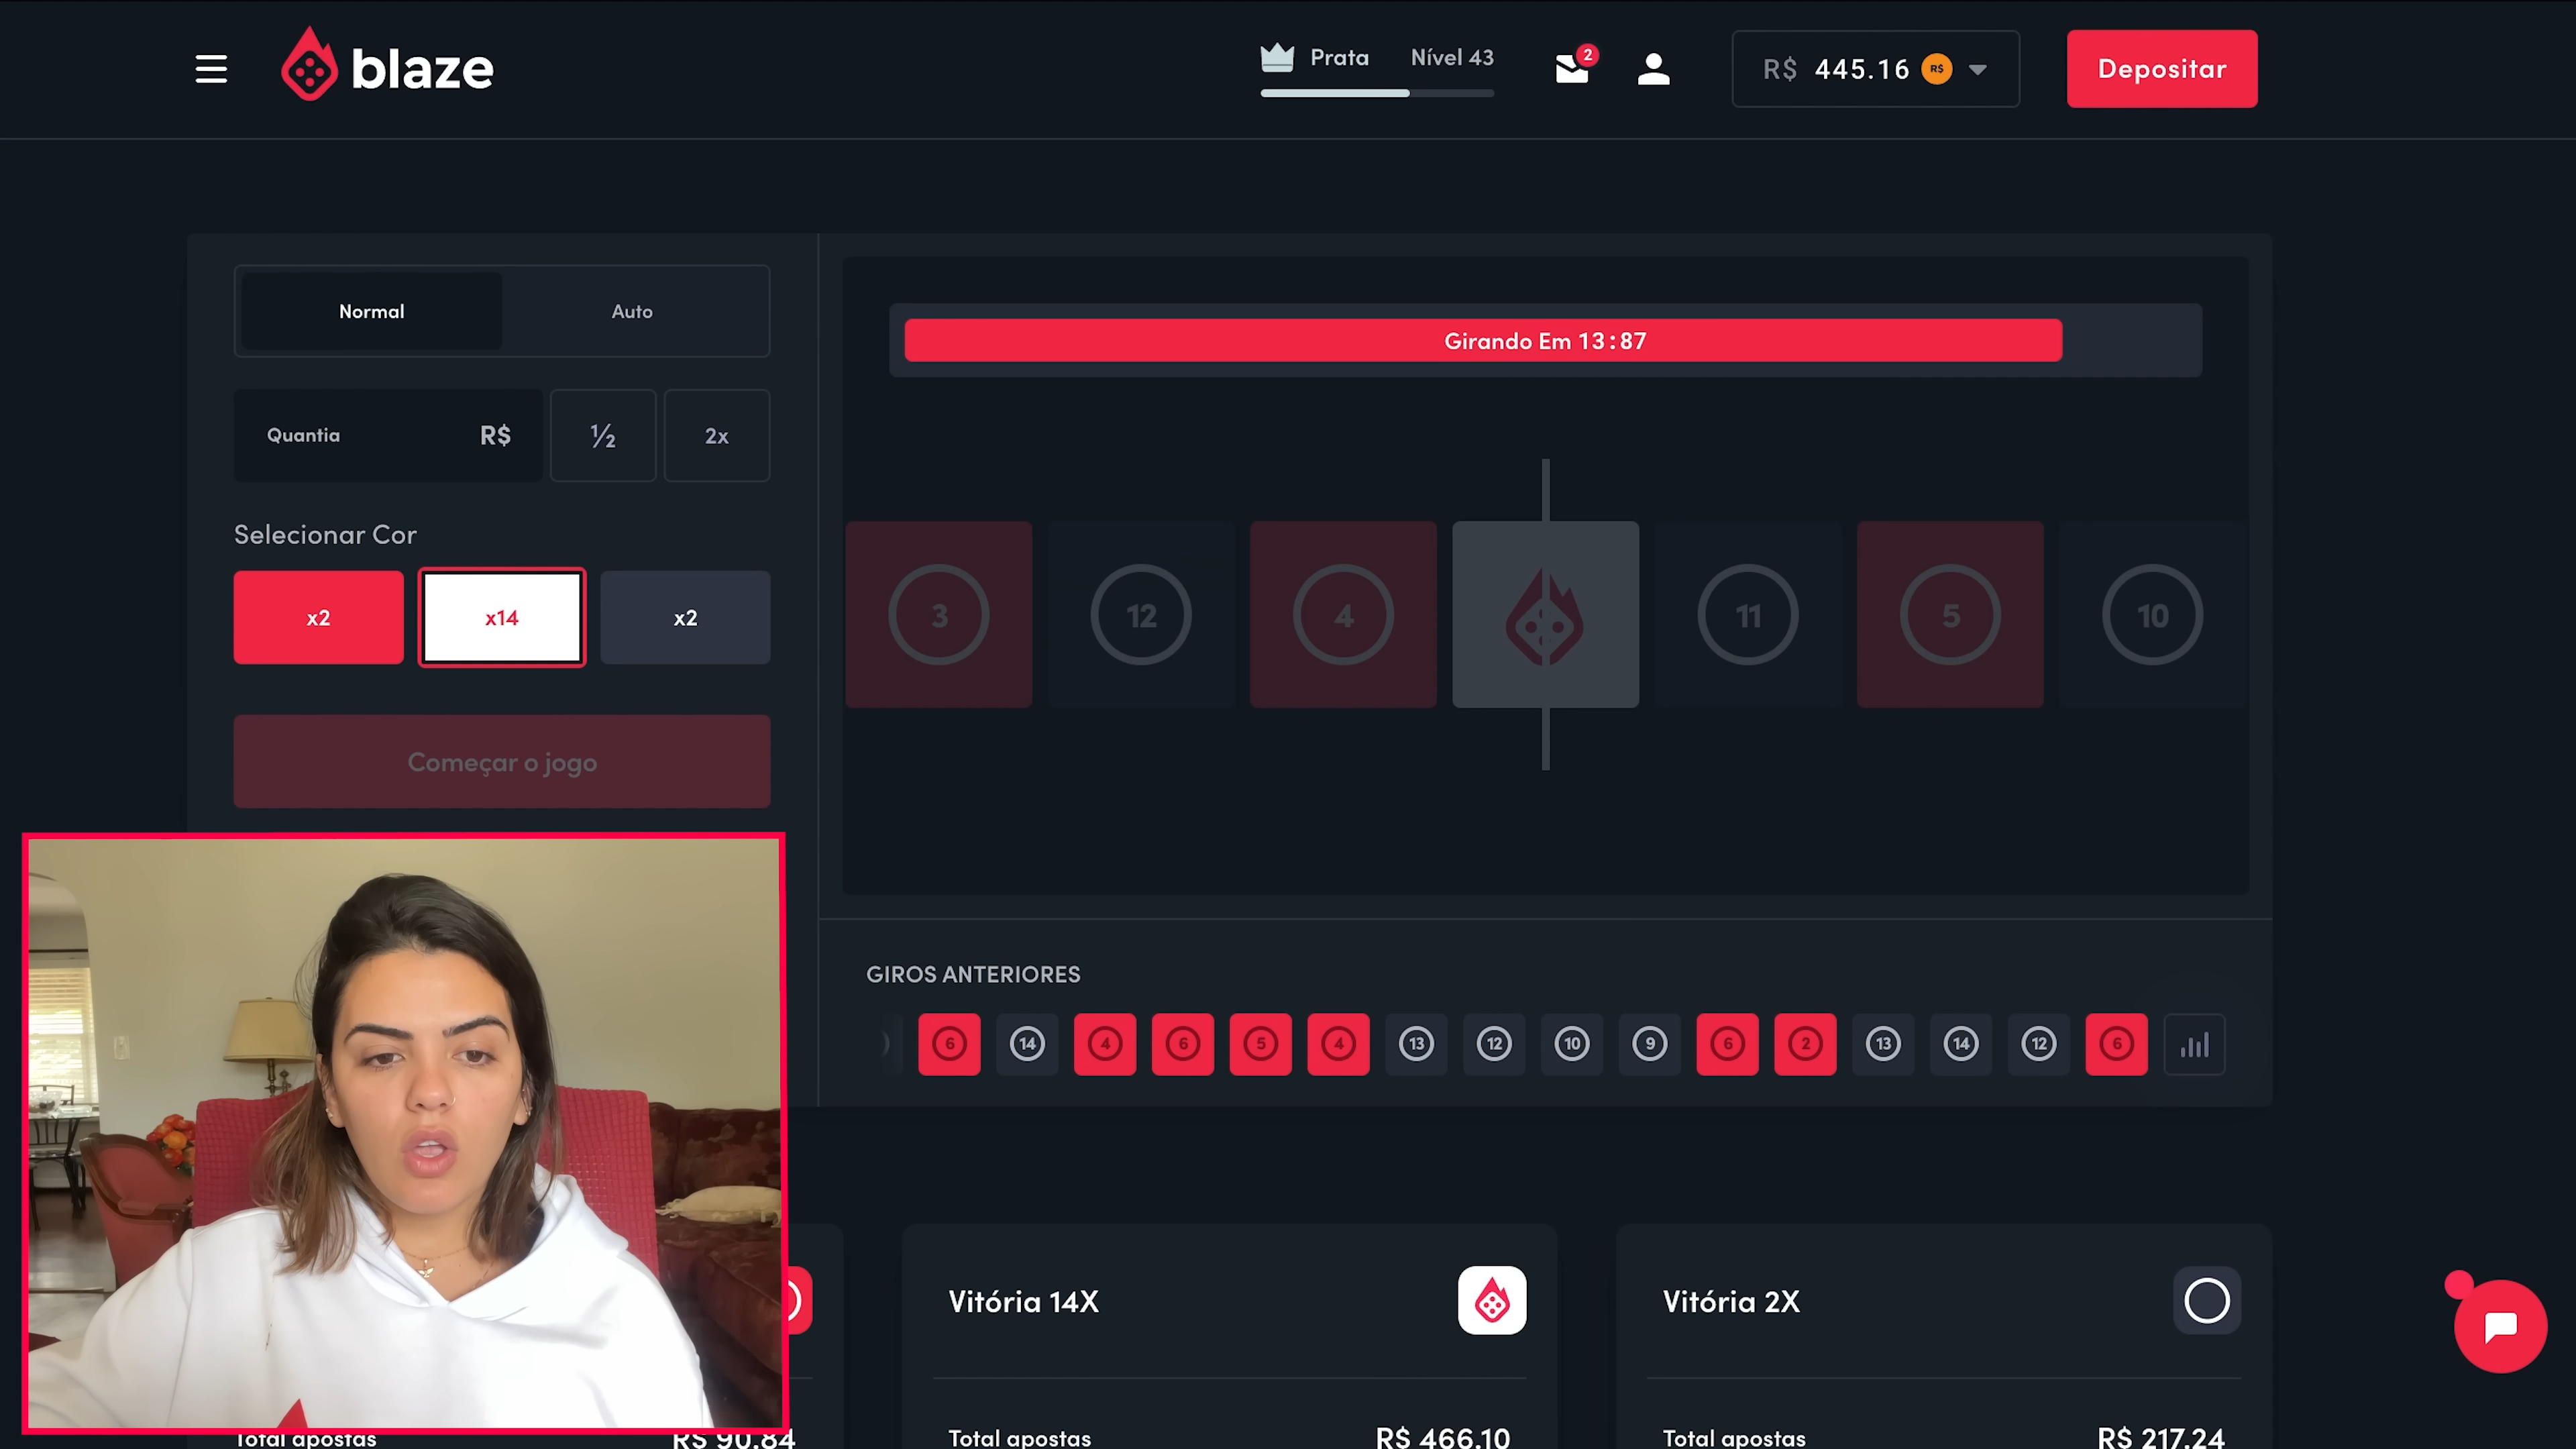 blaze
Prata Nível 43
2
R$ 445.16 R$
Depositar
Normal Auto
Girando Em 13:87
Quantia R$ ½ 2x
Selecionar Cor
x2 x14 x2
3 12 4 11 5 10
Começar o jogo
GIROS ANTERIORES
6 14 4 6 5 4 13 12 10 9 6 2 13 14 12 6
Vitória 14X
Vitória 2X
Total apostas R$ 90.84
Total apostas R$ 466.10
Total apostas R$ 217.24